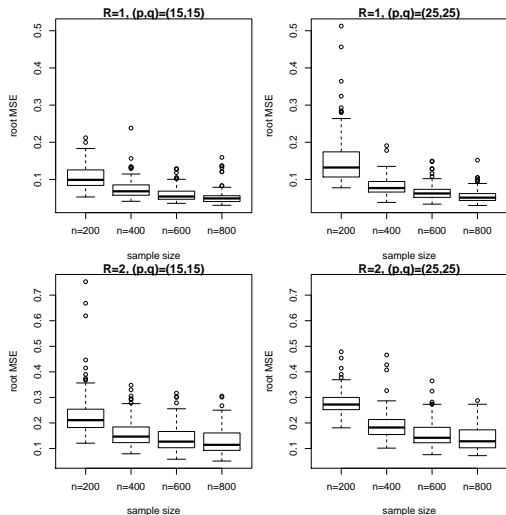 R=1, (p,q)=(15,15)
root MSE
0.5
0.4
0.3
0.2
0.1
n=200 n=400 n=600 n=800
sample size
R=1, (p,q)=(25,25)
root MSE
0.5
0.4
0.3
0.2
0.1
n=200 n=400 n=600 n=800
sample size
R=2, (p,q)=(15,15)
root MSE
0.7
0.6
0.5
0.4
0.3
0.2
0.1
n=200 n=400 n=600 n=800
sample size
R=2, (p,q)=(25,25)
root MSE
0.7
0.6
0.5
0.4
0.3
0.2
0.1
n=200 n=400 n=600 n=800
sample size